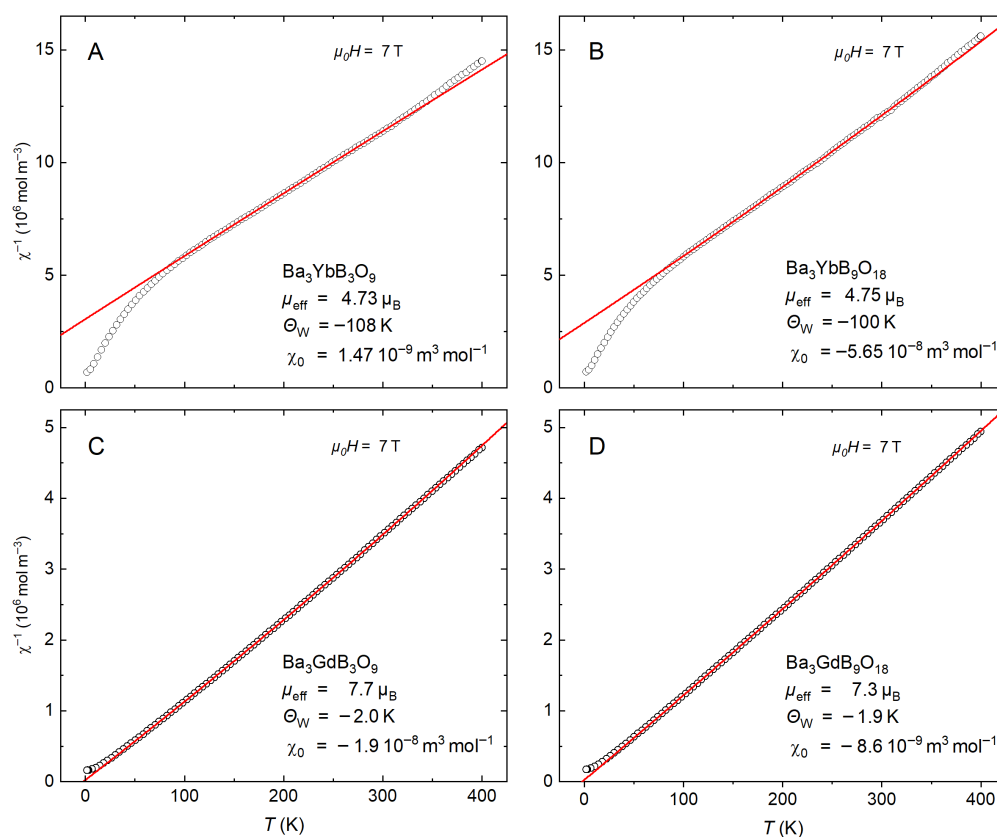 A
μ₀H = 7 T
15
10
5
0
χ⁻¹ (10⁶ mol m⁻³)
Ba₃YbB₃O₉
μeff = 4.73 μB
ΘW = −108 K
χ₀ = 1.47 10⁻⁹ m³ mol⁻¹
B
μ₀H = 7 T
15
10
5
0
Ba₃YbB₉O₁₈
μeff = 4.75 μB
ΘW = −100 K
χ₀ = −5.65 10⁻⁸ m³ mol⁻¹
C
μ₀H = 7 T
5
4
3
2
1
0
χ⁻¹ (10⁶ mol m⁻³)
Ba₃GdB₃O₉
μeff = 7.7 μB
ΘW = −2.0 K
χ₀ = −1.9 10⁻⁸ m³ mol⁻¹
0 100 200 300 400
T (K)
D
μ₀H = 7 T
5
4
3
2
1
0
Ba₃GdB₉O₁₈
μeff = 7.3 μB
ΘW = −1.9 K
χ₀ = −8.6 10⁻⁹ m³ mol⁻¹
0 100 200 300 400
T (K)